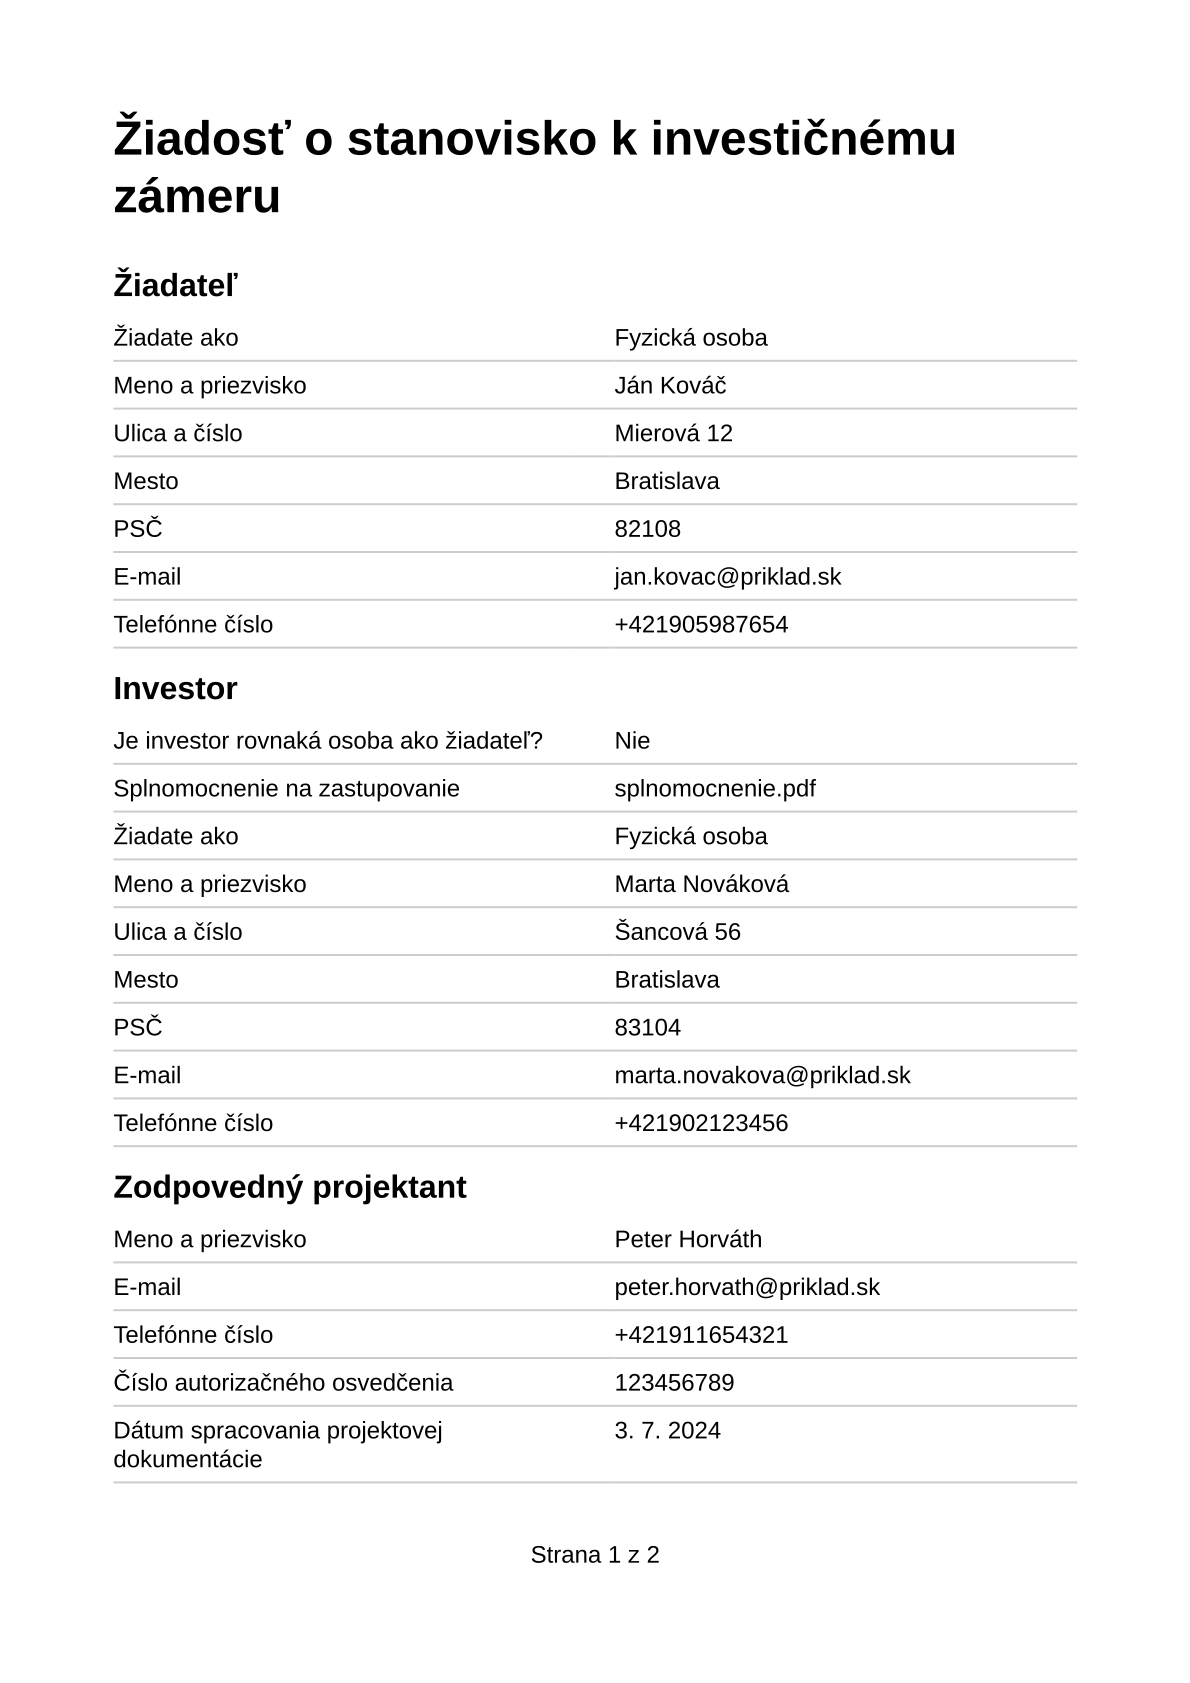 Žiadosť o stanovisko k investičnému
zámeru
Žiadateľ
Žiadate ako Fyzická osoba
Meno a priezvisko Ján Kováč
Ulica a číslo Mierová 12
Mesto Bratislava
PSČ 82108
E-mail jan.kovac@priklad.sk
Telefónne číslo +421905987654
Investor
Je investor rovnaká osoba ako žiadateľ? Nie
Splnomocnenie na zastupovanie splnomocnenie.pdf
Žiadate ako Fyzická osoba
Meno a priezvisko Marta Nováková
Ulica a číslo Šancová 56
Mesto Bratislava
PSČ 83104
E-mail marta.novakova@priklad.sk
Telefónne číslo +421902123456
Zodpovedný projektant
Meno a priezvisko Peter Horváth
E-mail peter.horvath@priklad.sk
Telefónne číslo +421911654321
Číslo autorizačného osvedčenia 123456789
Dátum spracovania projektovej 3. 7. 2024
dokumentácie
Strana 1 z 2